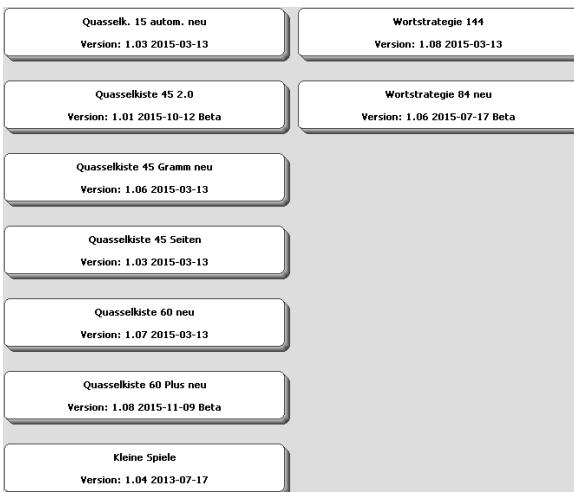 Quasselk. 15 autom. neu
Version: 1.03 2015-03-13
Quasselkiste 45 2.0
Version: 1.01 2015-10-12 Beta
Quasselkiste 45 Gramm neu
Version: 1.06 2015-03-13
Quasselkiste 45 Seiten
Version: 1.03 2015-03-13
Quasselkiste 60 neu
Version: 1.07 2015-03-13
Quasselkiste 60 Plus neu
Version: 1.08 2015-11-09 Beta
Kleine Spiele
Version: 1.04 2013-07-17
Wortstrategie 144
Version: 1.08 2015-03-13
Wortstrategie 84 neu
Version: 1.06 2015-07-17 Beta